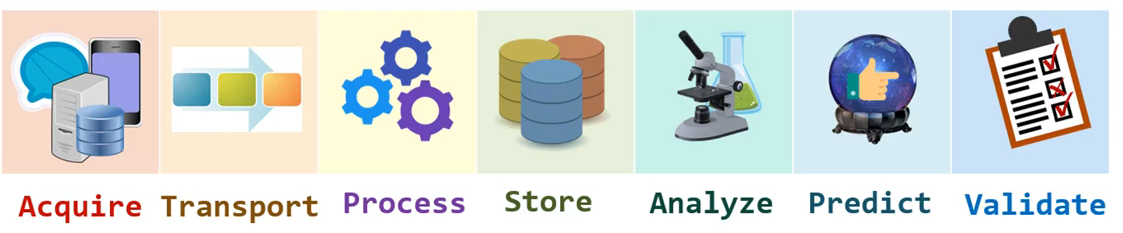 Acquire Transport Process Store Analyze Predict Validate